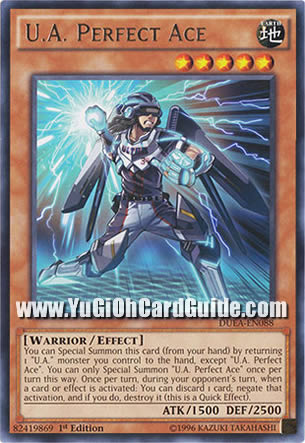 U.A. Perfect Ace
EARTH
地
www.YuGiOhCardGuide.com
DUEA-EN088
[Warrior / Effect]
You can Special Summon this card (from your hand) by returning
1 "U.A." monster you control to the hand, except "U.A. Perfect
Ace". You can only Special Summon "U.A. Perfect Ace" once per
turn this way. Once per turn, during your opponent's turn, when
a card or effect is activated: You can discard 1 card; negate that
activation, and if you do, destroy it (this is a Quick Effect).
ATK/1500 DEF/2500
82419869 1st Edition ©1996 KAZUKI TAKAHASHI